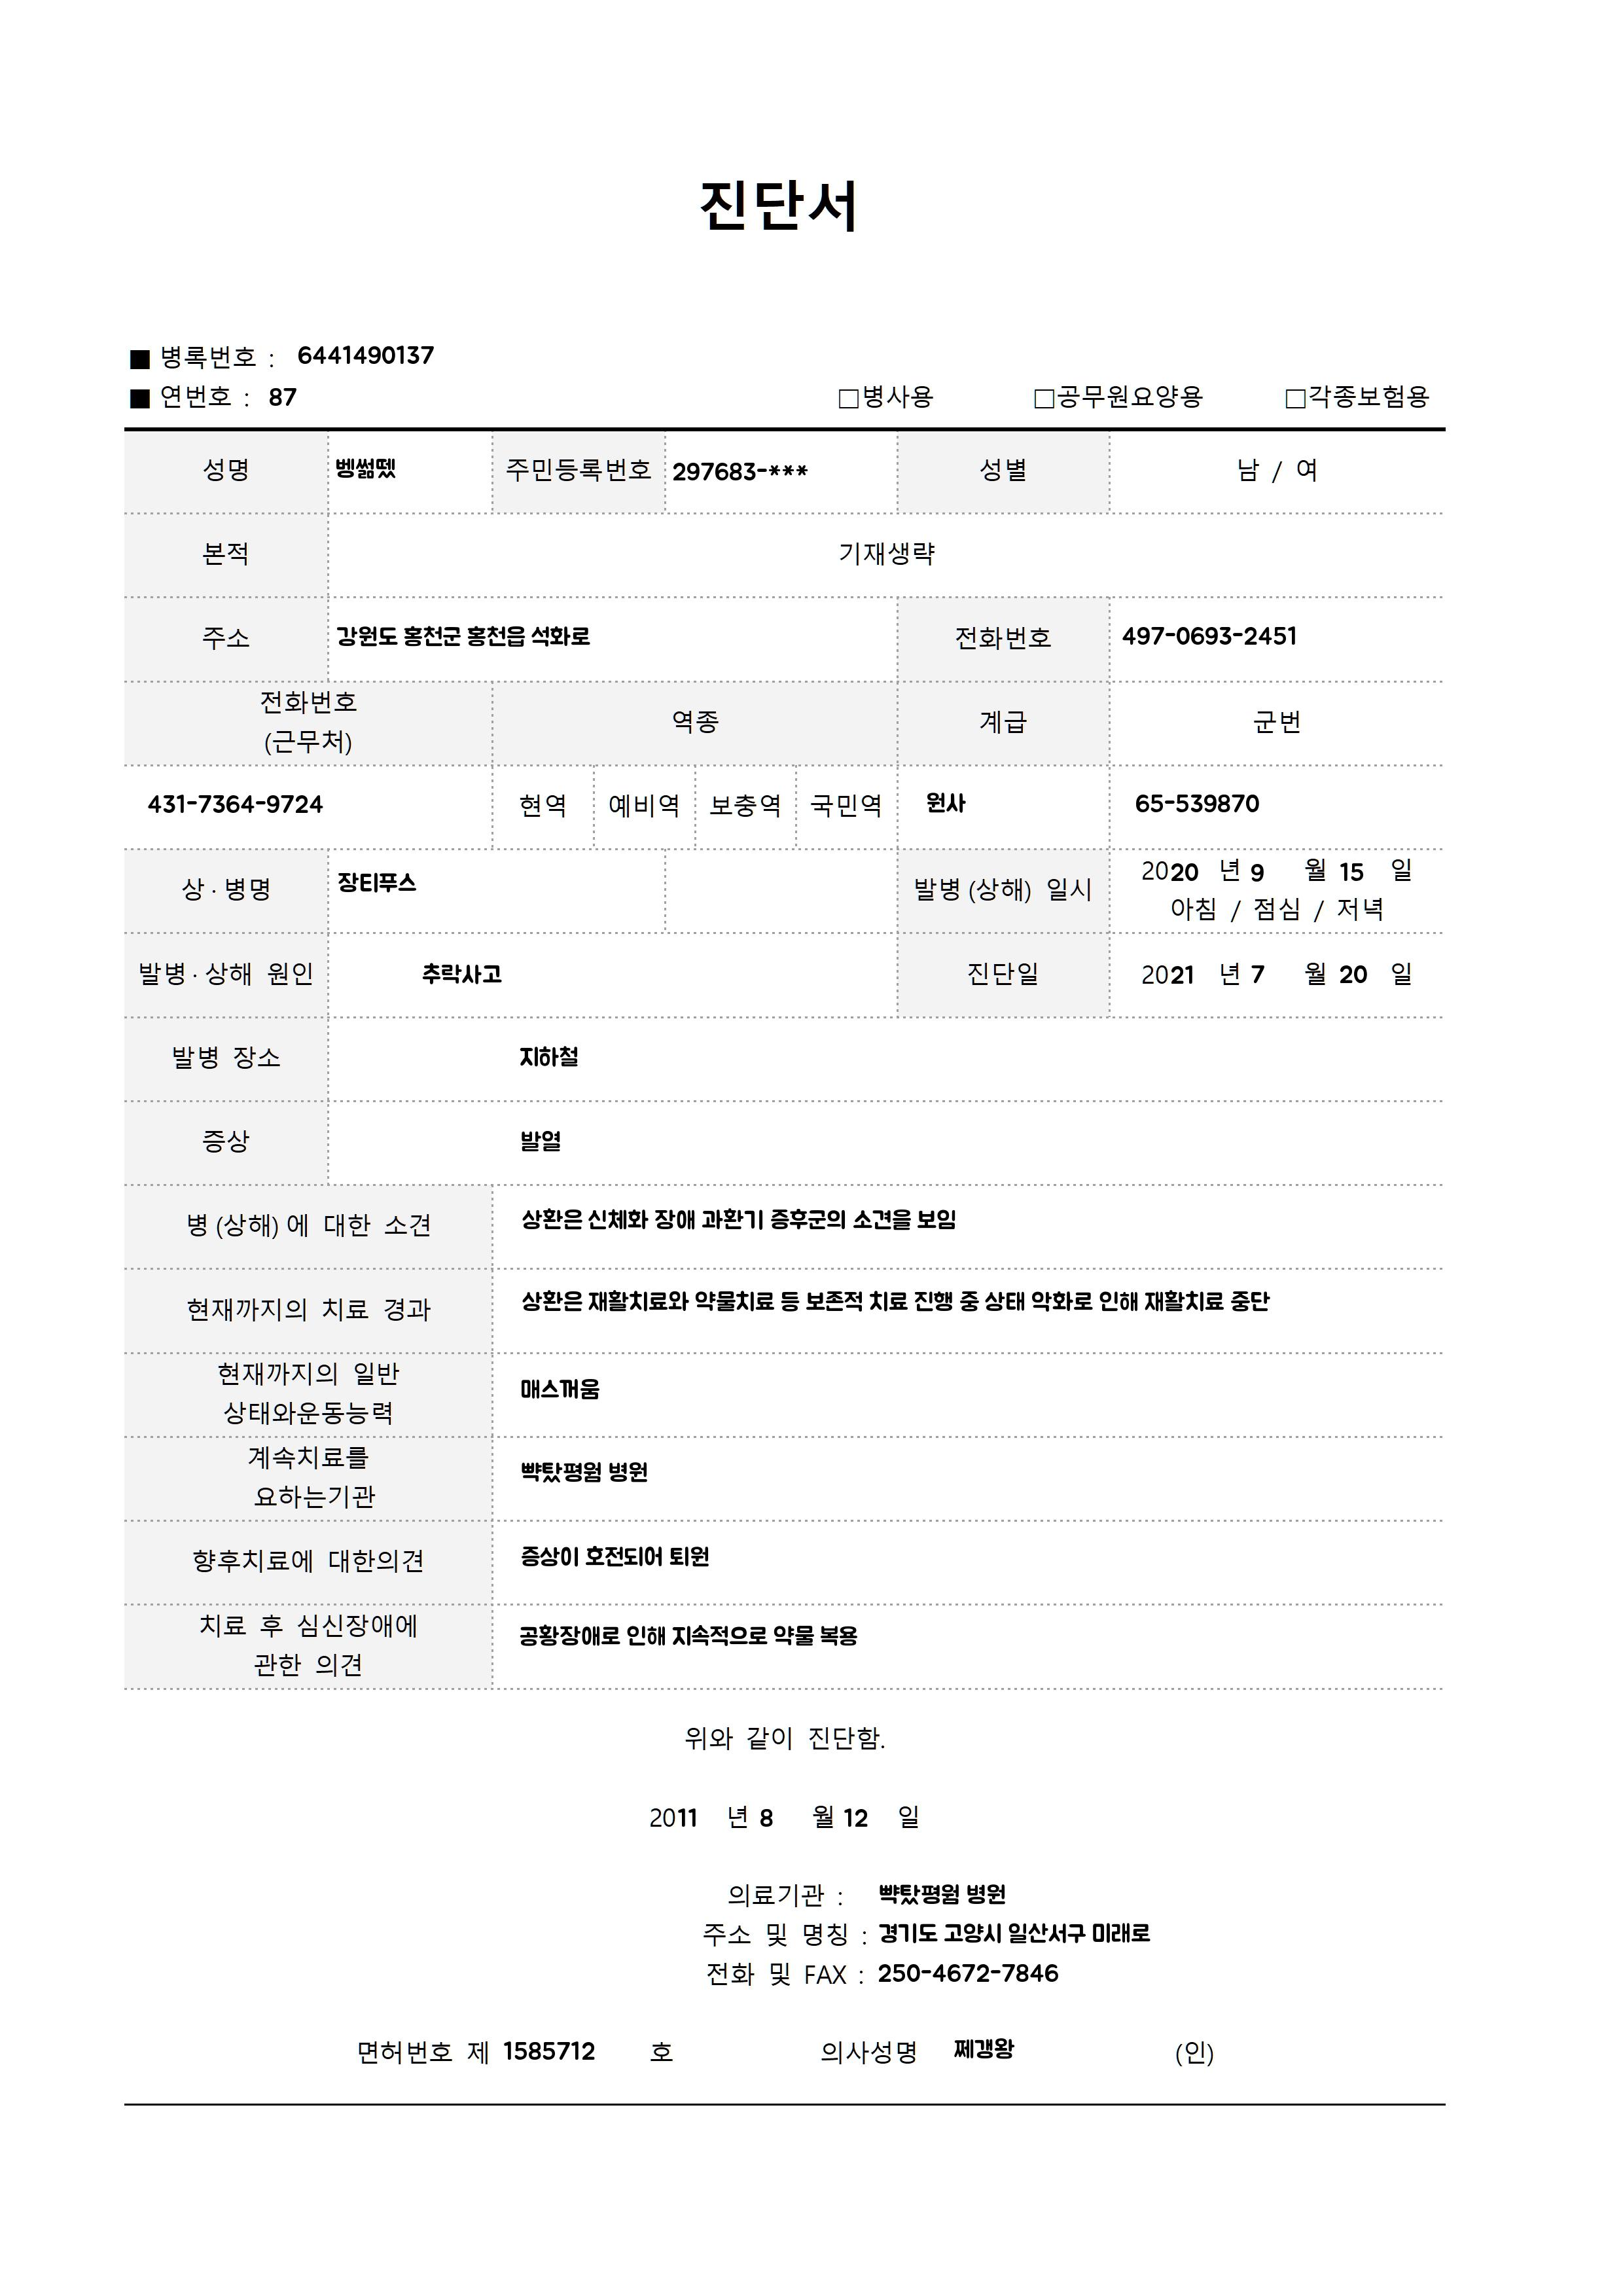 진단서
■ 병록번호 : 6441490137
■ 연번호 : 87 □병사용 □공무원요양용 □각종보험용
성명 벵썲뗐 주민등록번호 297683-*** 성별 남 / 여
본적 기재생략
주소 강원도 홍천군 홍천읍 석화로 전화번호 497-0693-2451
전화번호
(근무처) 역종 계급 군번
431-7364-9724 현역 예비역 보충역 국민역 원사 65-539870
상·병명 장티푸스 발병(상해) 일시 2020 년 9 월 15 일
아침 / 점심 / 저녁
발병·상해 원인 추락사고 진단일 2021 년 7 월 20 일
발병 장소 지하철
증상 발열
병(상해)에 대한 소견 상환은 신체화 장애 과환기 증후군의 소견을 보임
현재까지의 치료 경과 상환은 재활치료와 약물치료 등 보존적 치료 진행 중 상태 악화로 인해 재활치료 중단
현재까지의 일반
상태와운동능력 매스꺼움
계속치료를
요하는기관 뺙탔평웜 병원
향후치료에 대한의견 증상이 호전되어 퇴원
치료 후 심신장애에
관한 의견 공황장애로 인해 지속적으로 약물 복용
위와 같이 진단함.
2011 년 8 월 12 일
의료기관 : 뺙탔평웜 병원
주소 및 명칭 : 경기도 고양시 일산서구 미래로
전화 및 FAX : 250-4672-7846
면허번호 제 1585712 호 의사성명 쩨갱왕 (인)